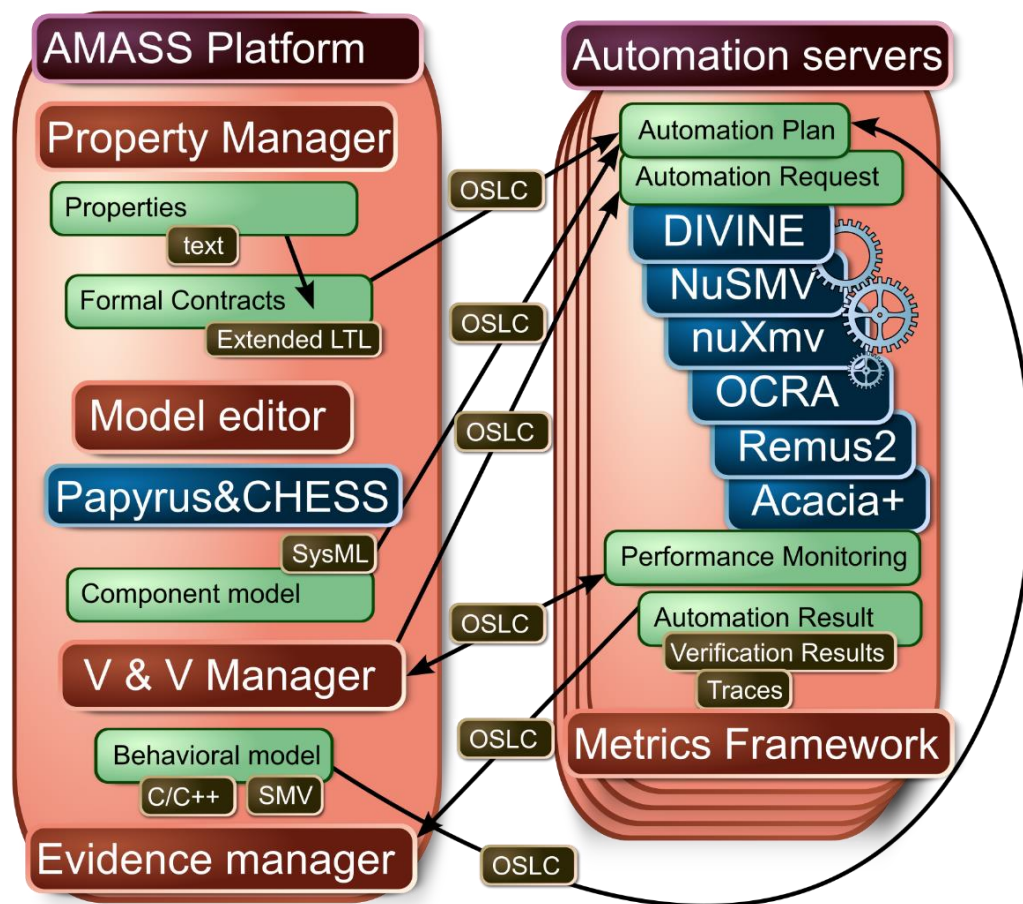 AMASS Platform
Property Manager
Properties
text
Formal Contracts
Extended LTL
Model editor
Papyrus&CHESS
SysML
Component model
V & V Manager
Behavioral model
C/C++
SMV
Evidence manager
OSLC
OSLC
OSLC
OSLC
OSLC
OSLC
Automation servers
Automation Plan
Automation Request
DIVINE
NuSMV
nuXmv
OCRA
Remus2
Acacia+
Performance Monitoring
Automation Result
Verification Results
Traces
Metrics Framework